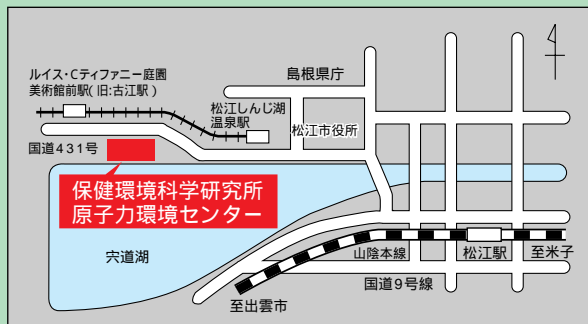 島根県庁
ルイス・Cティファニー庭園
美術館前駅(旧:古江駅)
松江しんじ湖
温泉駅
松江市役所
国道431号
保健環境科学研究所
原子力環境センター
宍道湖
山陰本線
松江駅
至米子
国道9号線
至出雲市